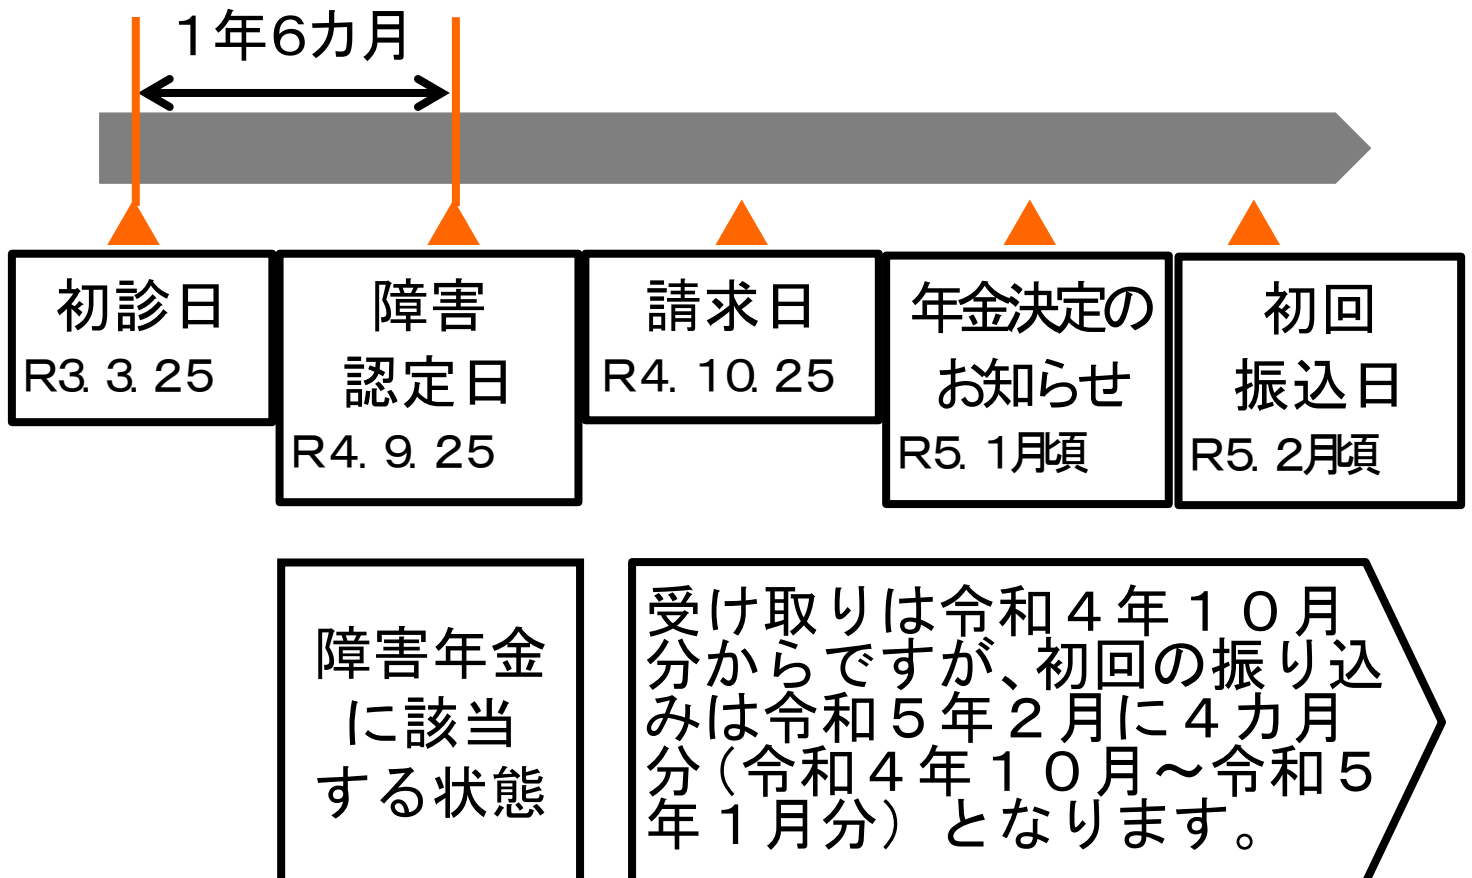 １年６カ月
初診日
R3.3.25
障害
認定日
R4.9.25
請求日
R4.10.25
年金決定の
お知らせ
R5.1月頃
初回
振込日
R5.2月頃
障害年金
に該当
する状態
受け取りは令和４年１０月
分からですが、初回の振り込
みは令和５年２月に４カ月
分（令和４年１０月～令和５
年１月分）となります。